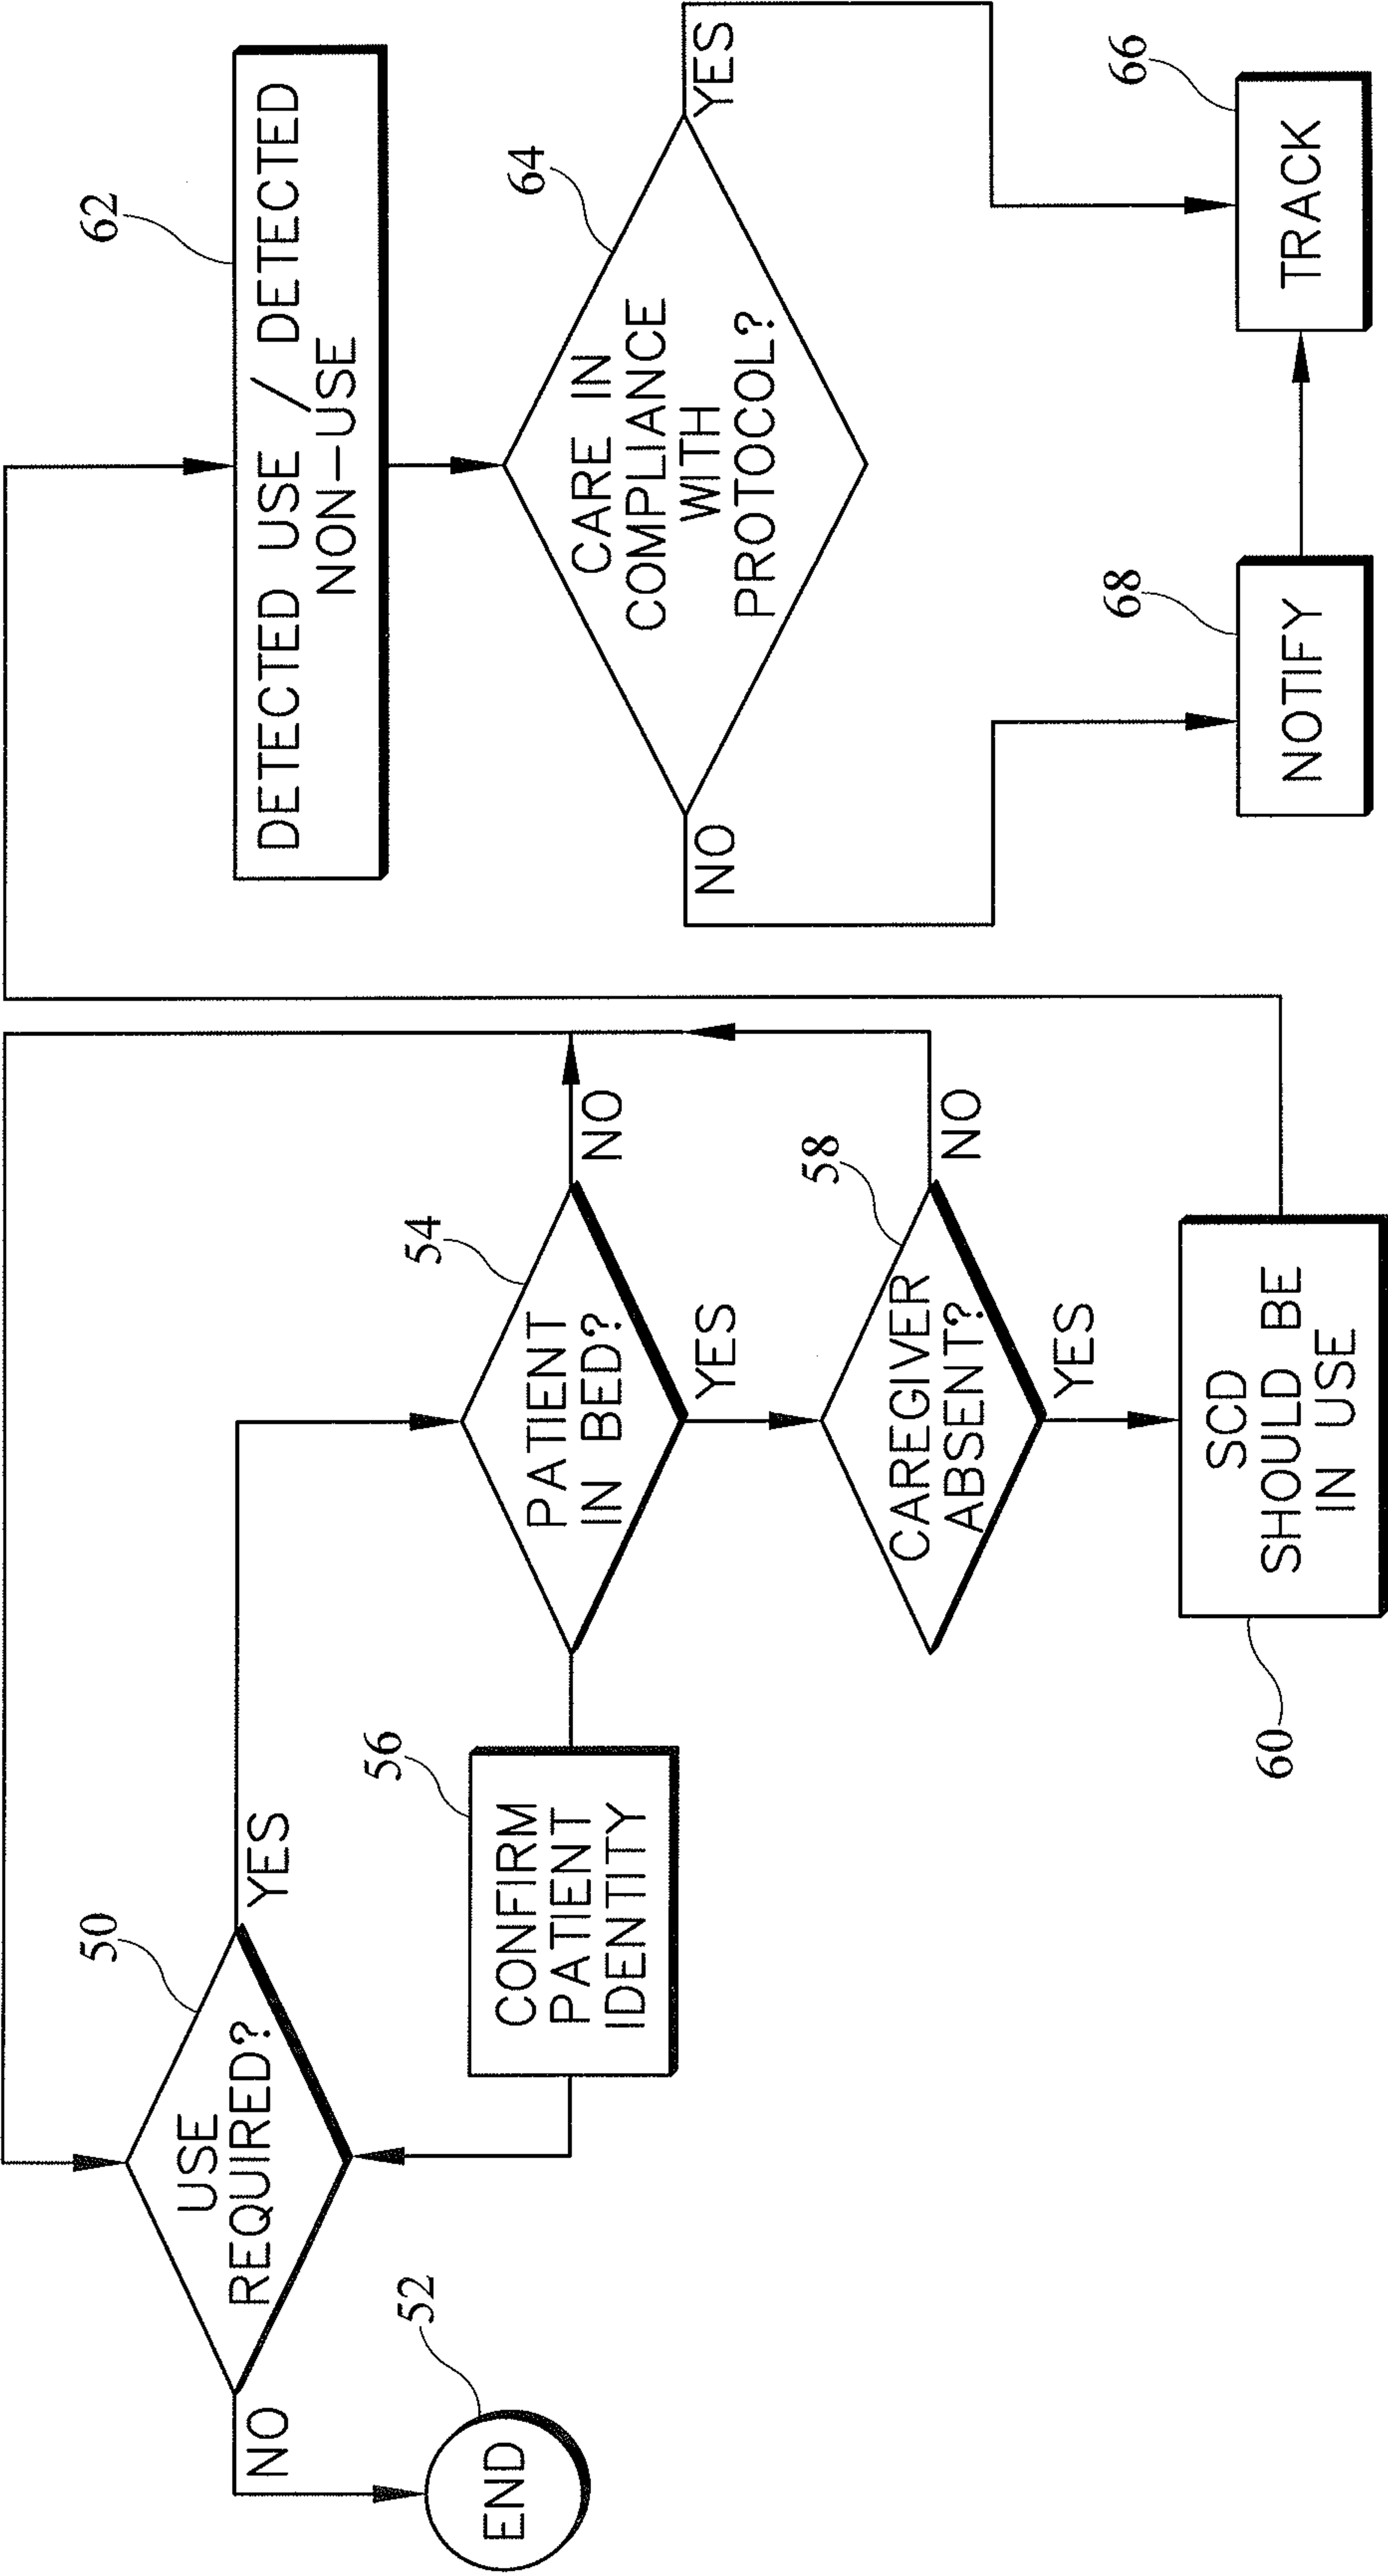 50
USE
REQUIRED?
NO
YES
52
END
56
CONFIRM
PATIENT
IDENTITY
54
PATIENT
IN BED?
NO
YES
58
CAREGIVER
ABSENT?
NO
YES
60
SCD
SHOULD BE
IN USE
62
DETECTED USE / DETECTED
NON-USE
64
CARE IN
COMPLIANCE
WITH
PROTOCOL?
NO
YES
68
NOTIFY
66
TRACK